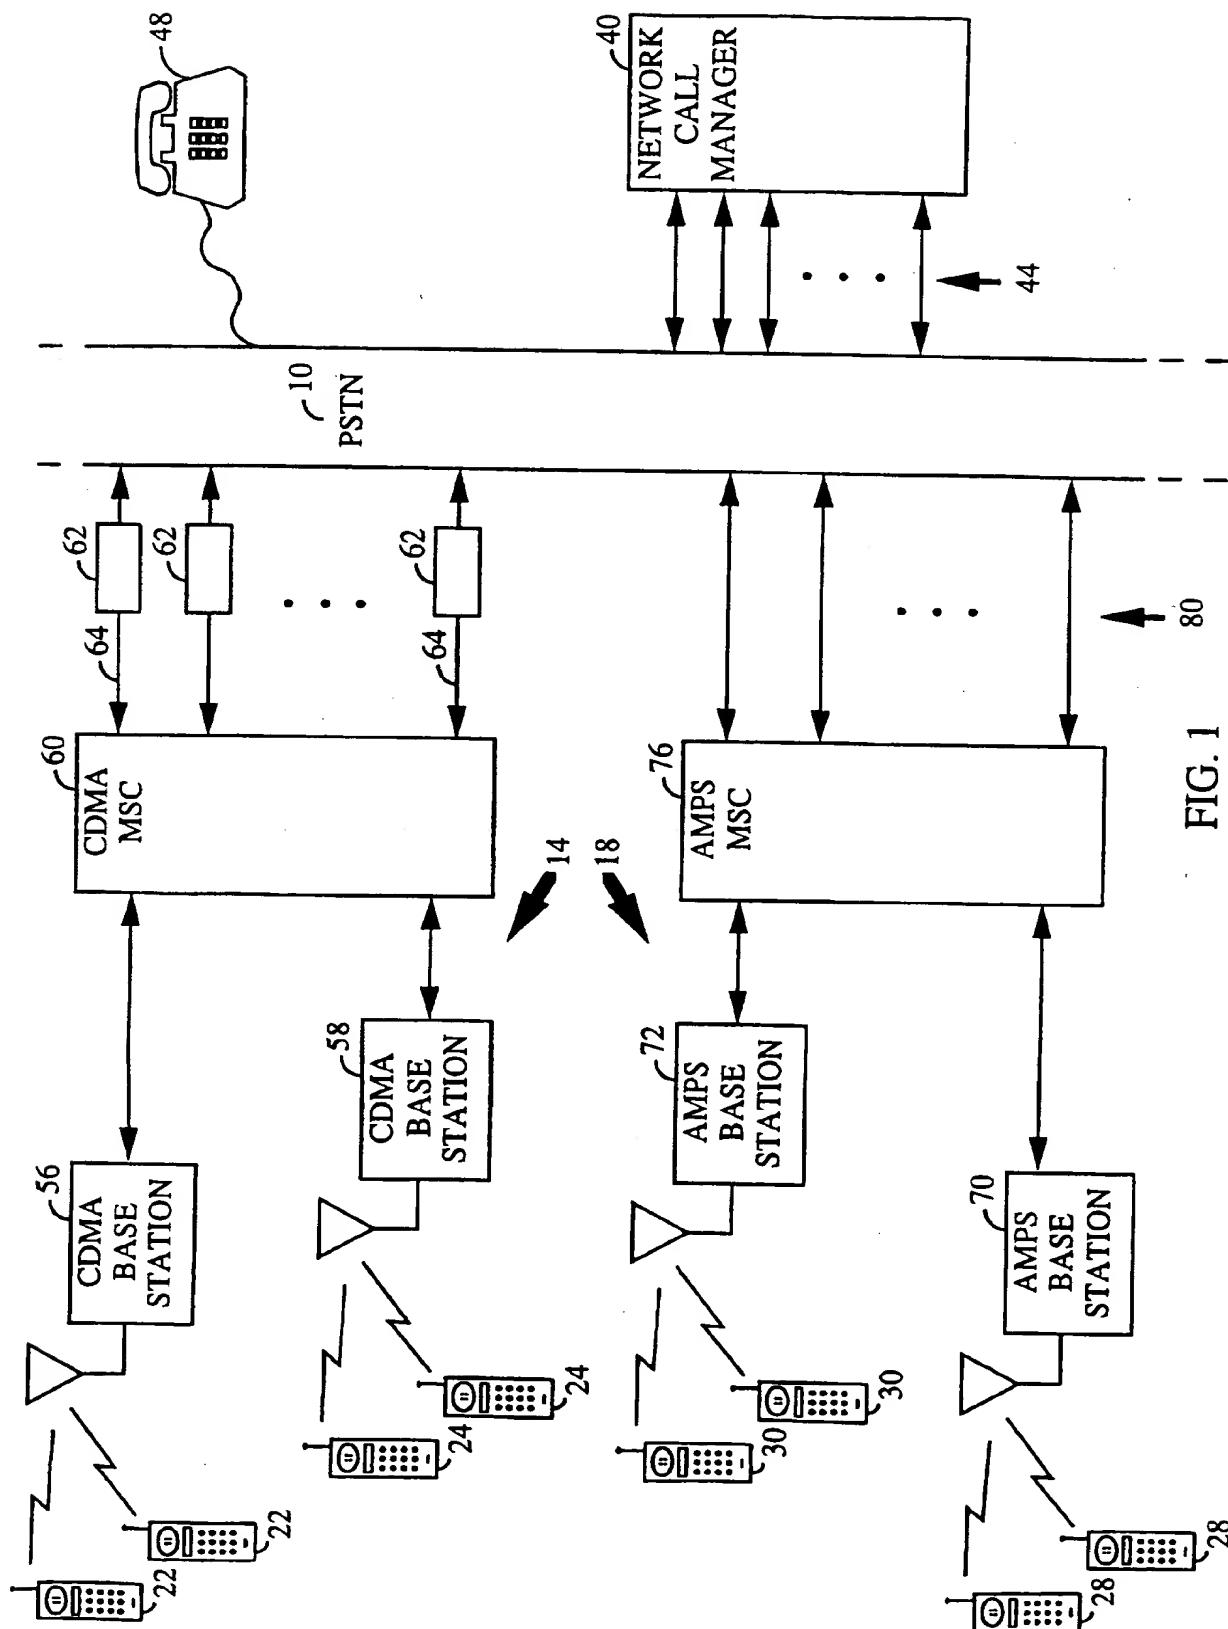 48
40
NETWORK
CALL
MANAGER
44
10
PSTN
62
62
62
64
64
80
60
CDMA
MSC
76
AMPS
MSC
14
18
FIG. 1
58
CDMA
BASE
STATION
72
AMPS
BASE
STATION
56
CDMA
BASE
STATION
70
AMPS
BASE
STATION
24
24
30
30
22
22
28
28